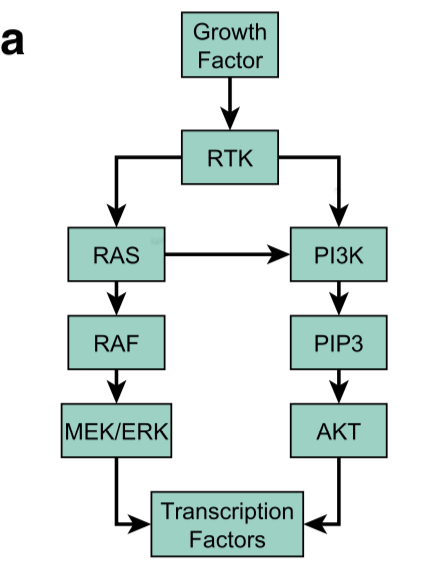 a
Growth
Factor
RTK
RAS
PI3K
RAF
PIP3
MEK/ERK
AKT
Transcription
Factors